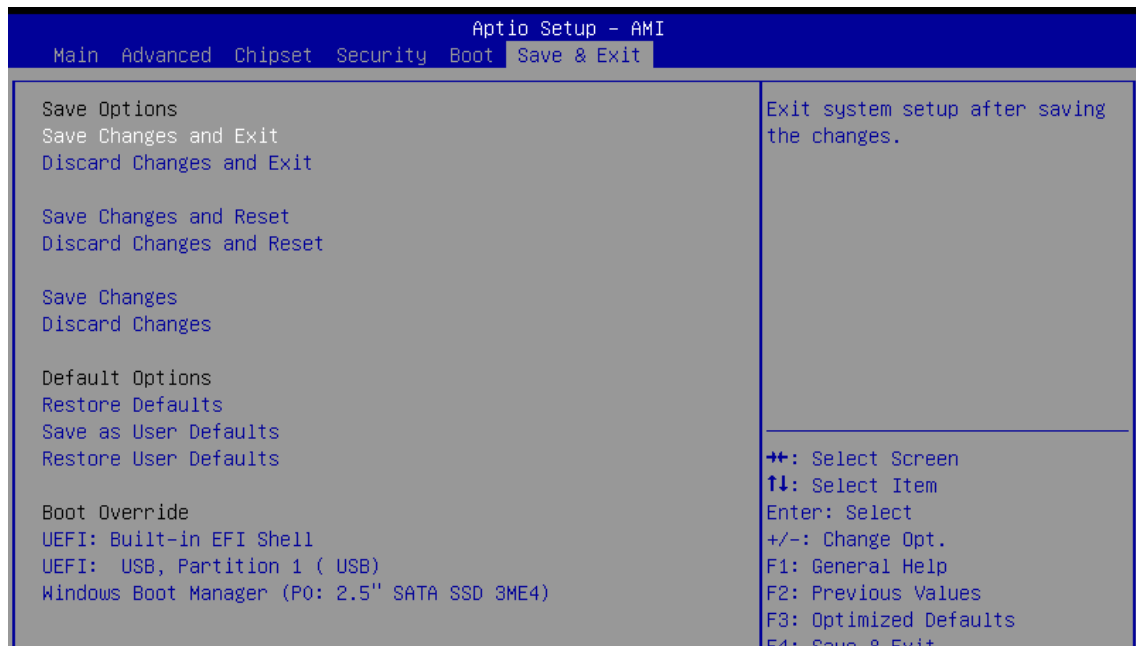 Aptio Setup – AMI
Main Advanced Chipset Security Boot Save & Exit
Save Options
Save Changes and Exit
Discard Changes and Exit
Save Changes and Reset
Discard Changes and Reset
Save Changes
Discard Changes
Default Options
Restore Defaults
Save as User Defaults
Restore User Defaults
Boot Override
UEFI: Built-in EFI Shell
UEFI:  USB, Partition 1 ( USB)
Windows Boot Manager (P0: 2.5" SATA SSD 3ME4)
Exit system setup after saving
the changes.
→←: Select Screen
↑↓: Select Item
Enter: Select
+/-: Change Opt.
F1: General Help
F2: Previous Values
F3: Optimized Defaults
F4: Save & Exit